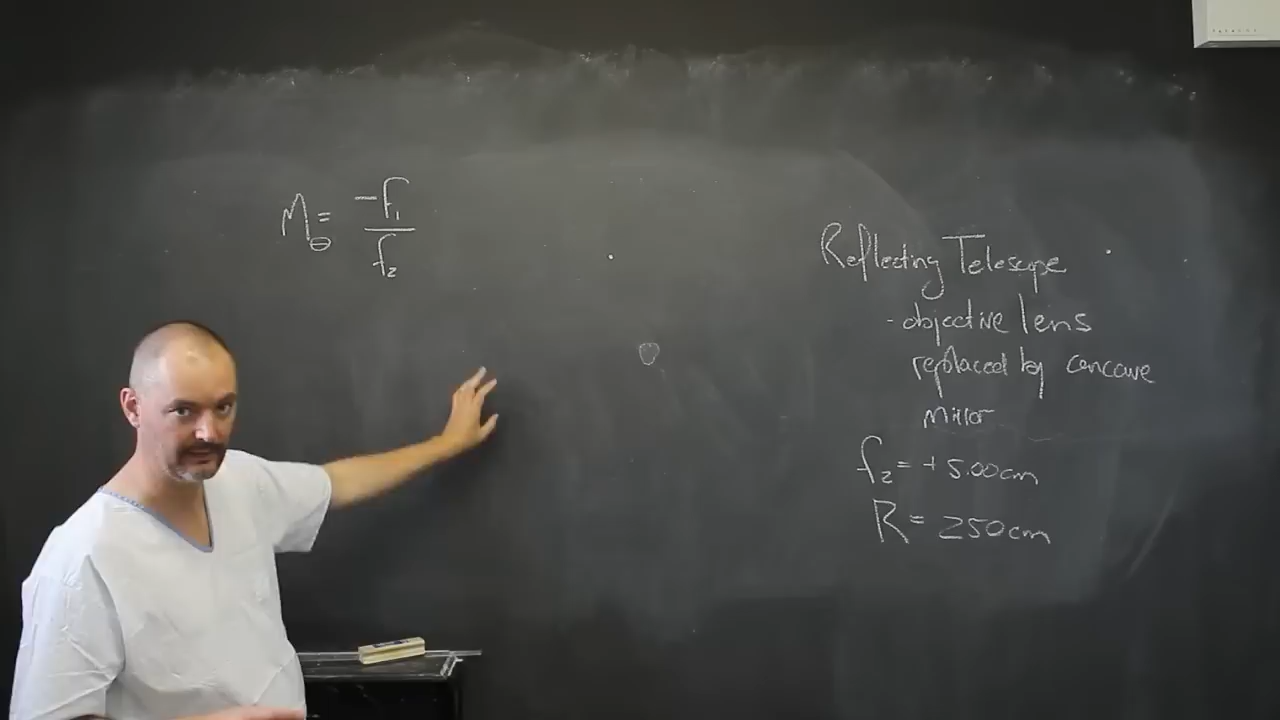 M_θ = -f₁/f₂
Reflecting Telescope
- objective lens
replaced by concave
mirror
f₂ = + 5.00cm
R = 250cm